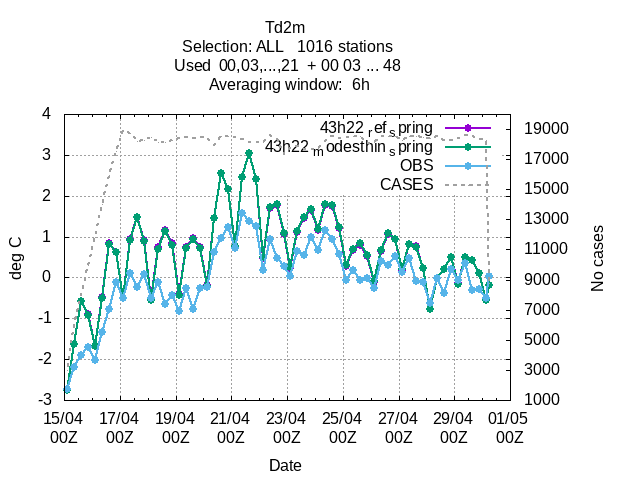 Td2m
Selection: ALL   1016 stations
Used  00,03,...,21  + 00 03 ... 48
Averaging window:  6h
43h22_ref_spring
43h22_modestHn_spring
OBS
CASES
4
3
2
1
0
-1
-2
-3
deg C
19000
17000
15000
13000
11000
9000
7000
5000
3000
1000
No cases
15/04 17/04 19/04 21/04 23/04 25/04 27/04 29/04 01/05
00Z 00Z 00Z 00Z 00Z 00Z 00Z 00Z 00Z
Date